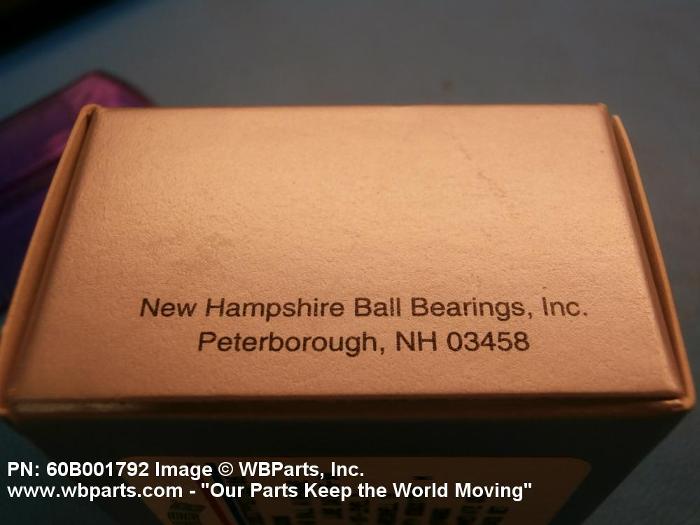 New Hampshire Ball Bearings, Inc.
Peterborough, NH 03458
PN: 60B001792 Image © WBParts, Inc.
www.wbparts.com - "Our Parts Keep the World Moving"